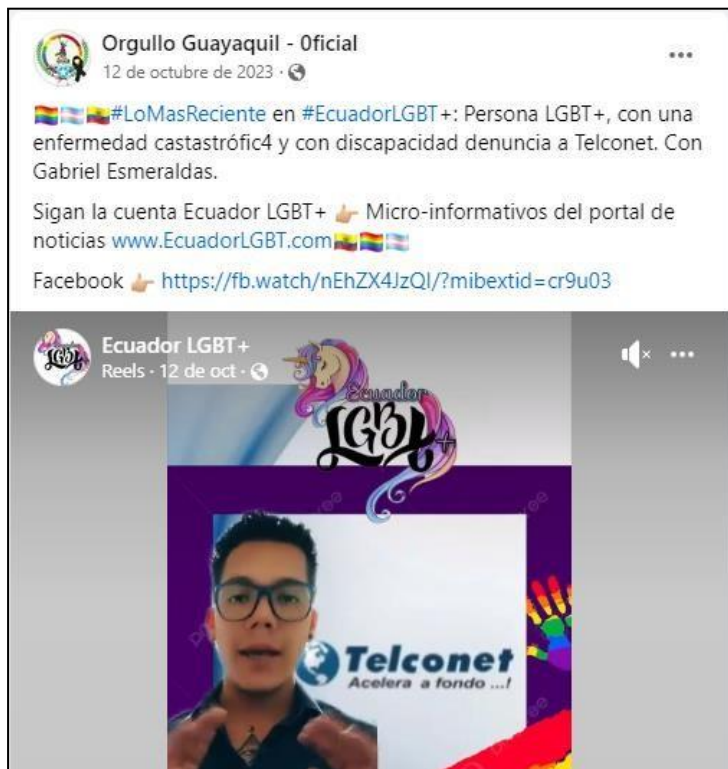 Orgullo Guayaquil - 0ficial
12 de octubre de 2023 ·
#LoMasReciente en #EcuadorLGBT+: Persona LGBT+, con una
enfermedad castastrófic4 y con discapacidad denuncia a Telconet. Con
Gabriel Esmeraldas.
Sigan la cuenta Ecuador LGBT+ 👉🏼 Micro-informativos del portal de
noticias www.EcuadorLGBT.com
Facebook 👉🏼 https://fb.watch/nEhZX4JzQI/?mibextid=cr9u03
Ecuador LGBT+
Reels · 12 de oct ·
Ecuador
LGBT+
Telconet
Acelera a fondo ...!